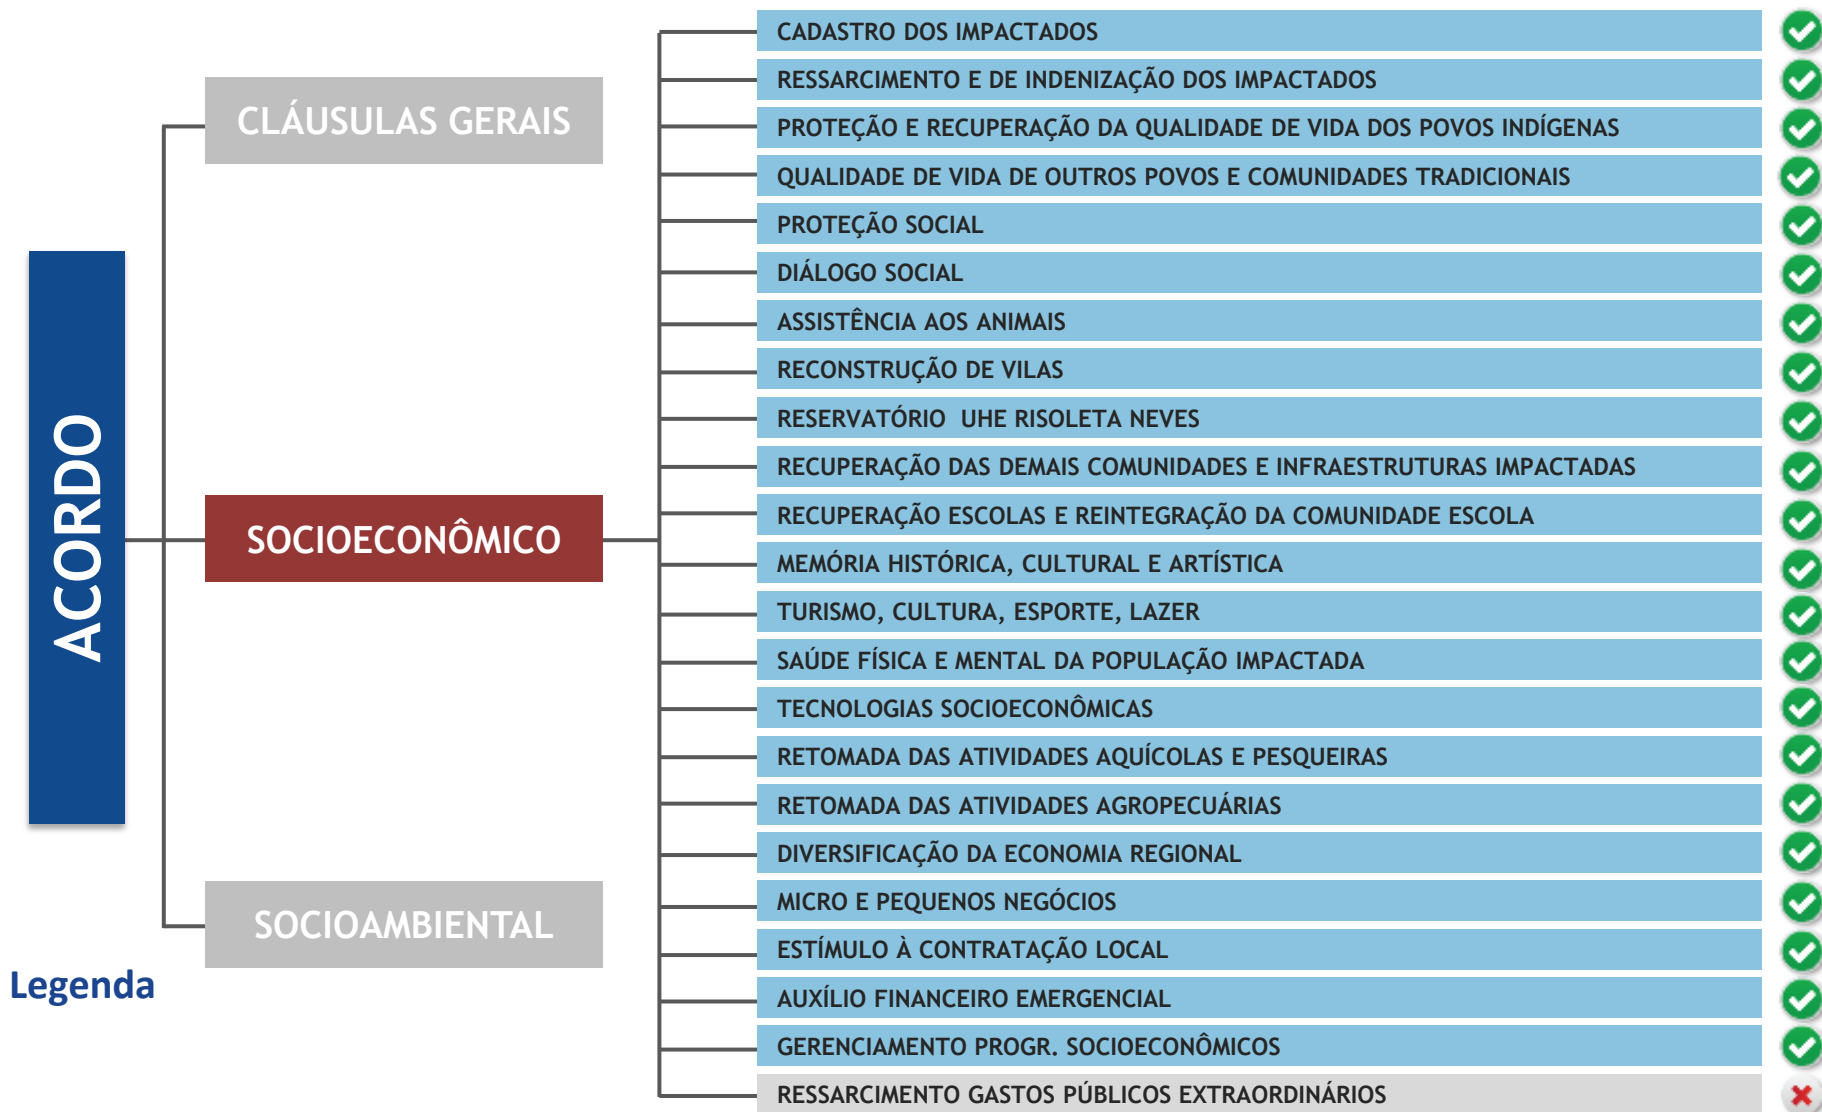 ACORDO
CLÁUSULAS GERAIS
SOCIOECONÔMICO
SOCIOAMBIENTAL
Legenda
CADASTRO DOS IMPACTADOS
RESSARCIMENTO E DE INDENIZAÇÃO DOS IMPACTADOS
PROTEÇÃO E RECUPERAÇÃO DA QUALIDADE DE VIDA DOS POVOS INDÍGENAS
QUALIDADE DE VIDA DE OUTROS POVOS E COMUNIDADES TRADICIONAIS
PROTEÇÃO SOCIAL
DIÁLOGO SOCIAL
ASSISTÊNCIA AOS ANIMAIS
RECONSTRUÇÃO DE VILAS
RESERVATÓRIO UHE RISOLETA NEVES
RECUPERAÇÃO DAS DEMAIS COMUNIDADES E INFRAESTRUTURAS IMPACTADAS
RECUPERAÇÃO ESCOLAS E REINTEGRAÇÃO DA COMUNIDADE ESCOLA
MEMÓRIA HISTÓRICA, CULTURAL E ARTÍSTICA
TURISMO, CULTURA, ESPORTE, LAZER
SAÚDE FÍSICA E MENTAL DA POPULAÇÃO IMPACTADA
TECNOLOGIAS SOCIOECONÔMICAS
RETOMADA DAS ATIVIDADES AQUÍCOLAS E PESQUEIRAS
RETOMADA DAS ATIVIDADES AGROPECUÁRIAS
DIVERSIFICAÇÃO DA ECONOMIA REGIONAL
MICRO E PEQUENOS NEGÓCIOS
ESTÍMULO À CONTRATAÇÃO LOCAL
AUXÍLIO FINANCEIRO EMERGENCIAL
GERENCIAMENTO PROGR. SOCIOECONÔMICOS
RESSARCIMENTO GASTOS PÚBLICOS EXTRAORDINÁRIOS